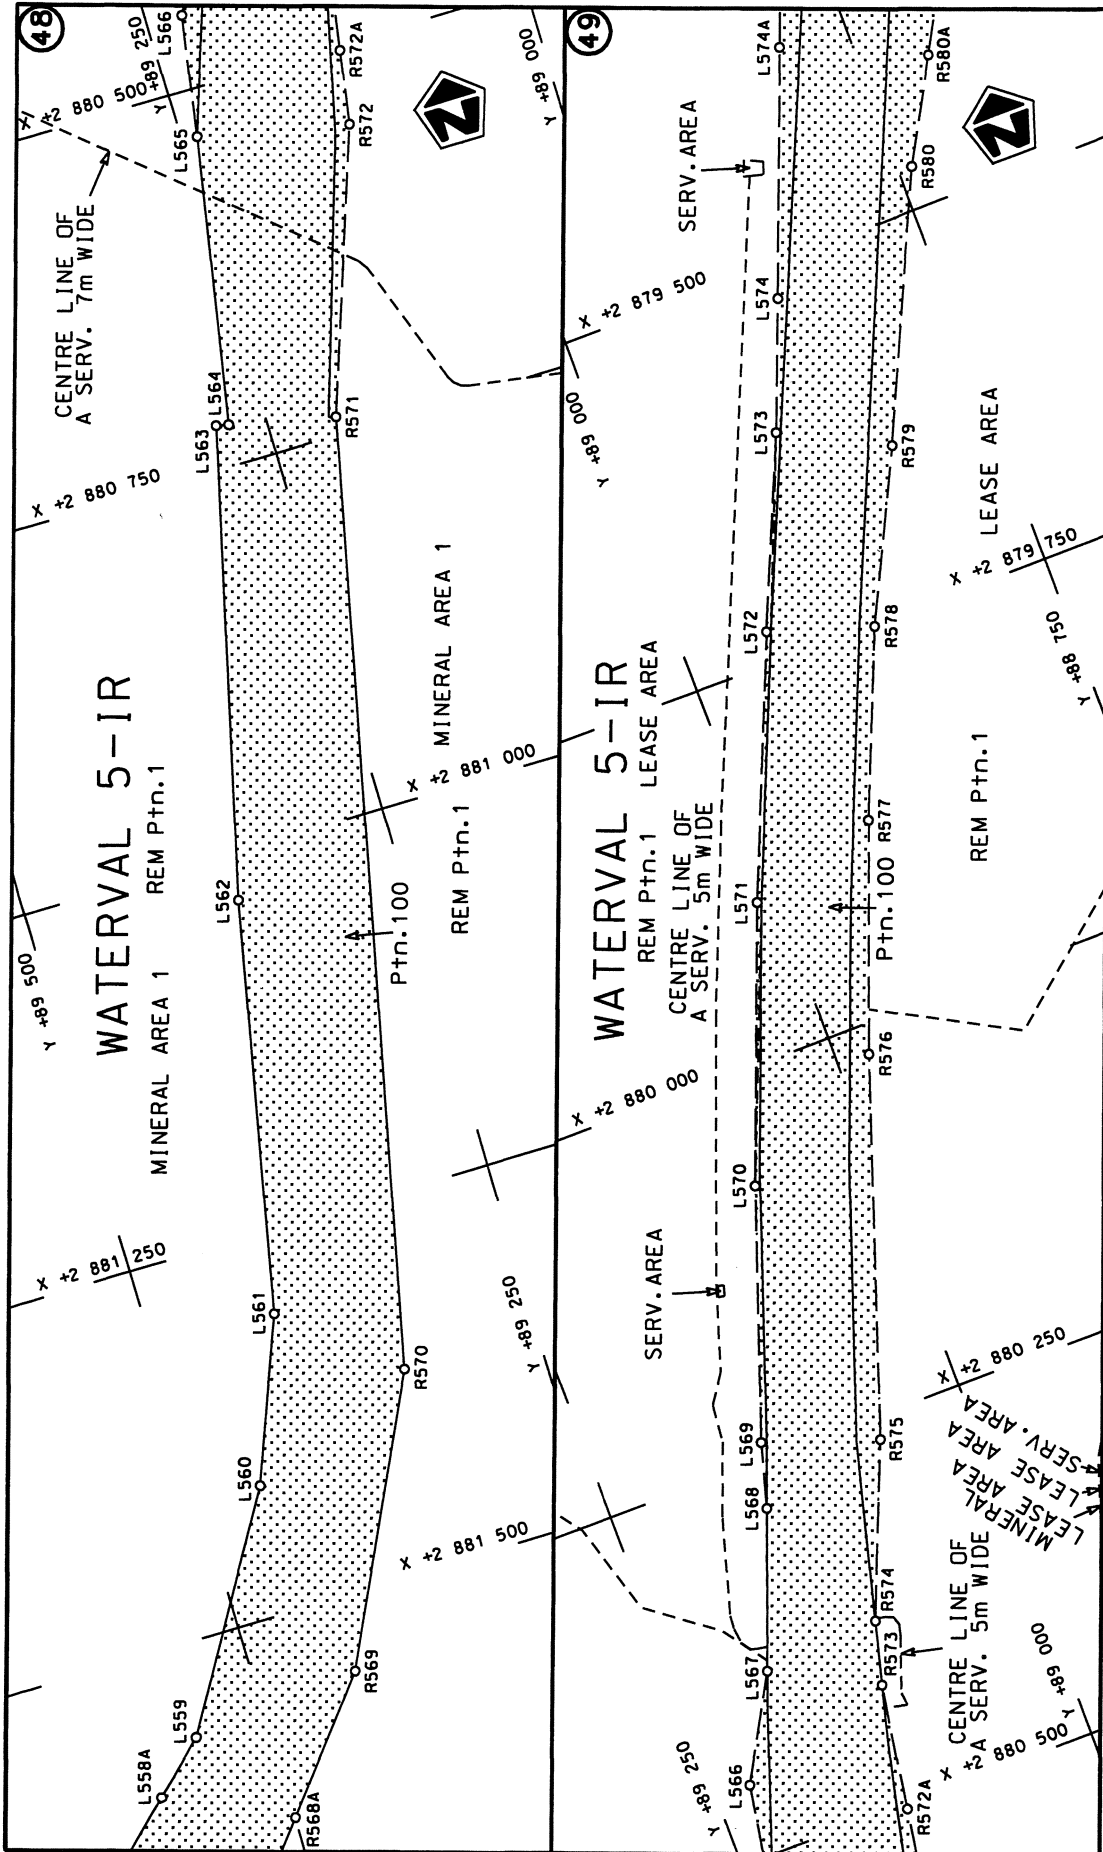 48
L566
Y +89 250
X +2 880 500
L565
R572A
R572
Y +89 000
N
CENTRE LINE OF
A SERV. 7m WIDE
L564
L563
R571
X +2 880 750
WATERVAL 5-IR
MINERAL AREA 1
REM Ptn.1
MINERAL AREA 1
REM Ptn.1
X +2 881 000
L562
Ptn.100
Y +89 500
X +2 881 250
L561
R570
L560
Y +89 250
X +2 881 500
L559
R569
L558A
R568A
49
L574A
R580A
SERV. AREA
N
R580
L574
X +2 879 500
Y +89 000
L573
R579
LEASE AREA
X +2 879 750
L572
R578
Y +88 750
WATERVAL 5-IR
REM Ptn.1
LEASE AREA
CENTRE LINE OF
A SERV. 5m WIDE
R577
REM Ptn.1
L571
Ptn.100
R576
X +2 880 000
L570
SERV. AREA
X +2 880 250
L569
R575
SERV. AREA
LEASE AREA
MINERAL
LEASE AREA
L568
R574
CENTRE LINE OF
A SERV. 5m WIDE
R573
L567
Y +89 000
X +2 880 500
L566
Y +89 250
R572A